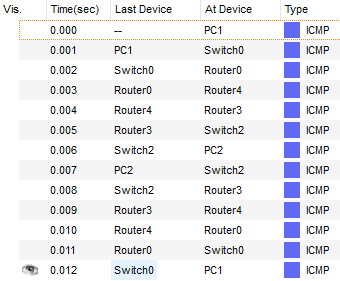 Vis. Time(sec) Last Device At Device Type
0.000 -- PC1 ICMP
0.001 PC1 Switch0 ICMP
0.002 Switch0 Router0 ICMP
0.003 Router0 Router4 ICMP
0.004 Router4 Router3 ICMP
0.005 Router3 Switch2 ICMP
0.006 Switch2 PC2 ICMP
0.007 PC2 Switch2 ICMP
0.008 Switch2 Router3 ICMP
0.009 Router3 Router4 ICMP
0.010 Router4 Router0 ICMP
0.011 Router0 Switch0 ICMP
0.012 Switch0 PC1 ICMP